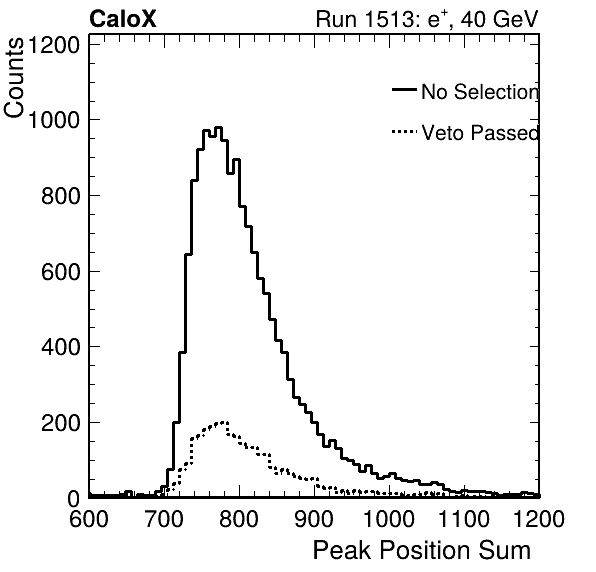 CaloX Run 1513: e⁺, 40 GeV
Counts
1200
1000
800
600
400
200
0
No Selection
Veto Passed
600 700 800 900 1000 1100 1200
Peak Position Sum